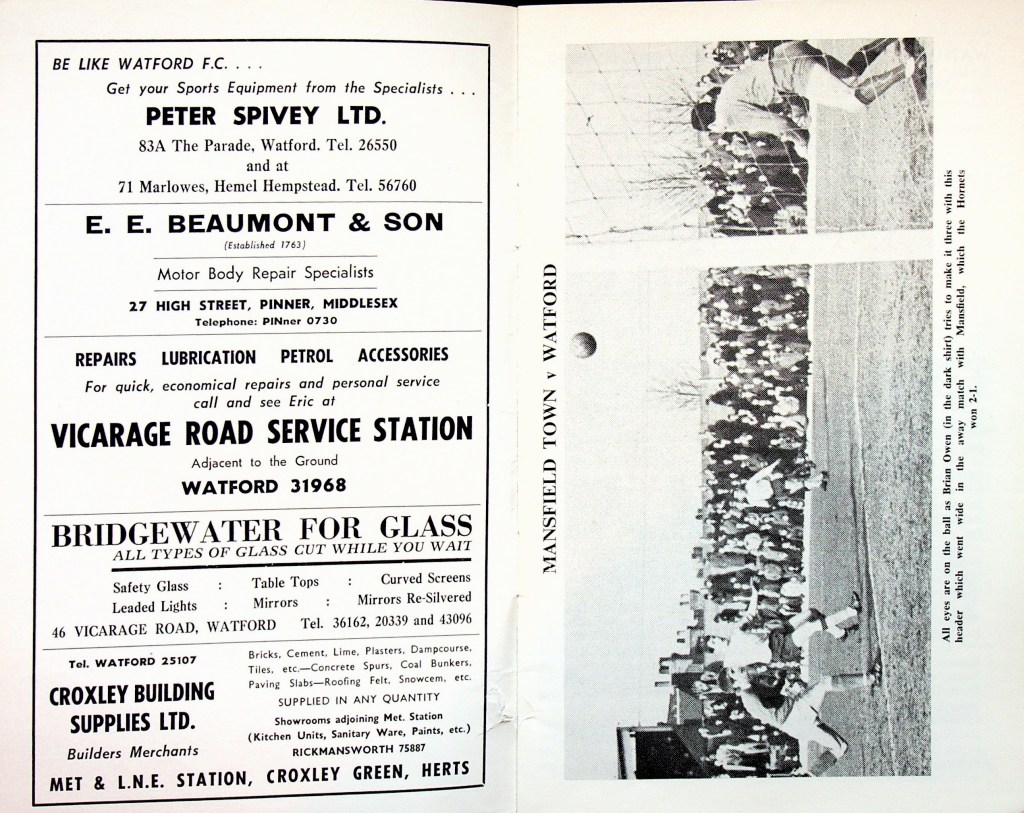 BE LIKE WATFORD F.C. . . .
Get your Sports Equipment from the Specialists . . .
PETER SPIVEY LTD.
83A The Parade, Watford. Tel. 26550
and at
71 Marlowes, Hemel Hempstead. Tel. 56760
E. E. BEAUMONT & SON
(Established 1763)
Motor Body Repair Specialists
27 HIGH STREET, PINNER, MIDDLESEX
Telephone: PINner 0730
REPAIRS LUBRICATION PETROL ACCESSORIES
For quick, economical repairs and personal service
call and see Eric at
VICARAGE ROAD SERVICE STATION
Adjacent to the Ground
WATFORD 31968
BRIDGEWATER FOR GLASS
ALL TYPES OF GLASS CUT WHILE YOU WAIT
Safety Glass : Table Tops : Curved Screens
Leaded Lights : Mirrors : Mirrors Re-Silvered
46 VICARAGE ROAD, WATFORD Tel. 36162, 20339 and 43096
Tel. WATFORD 25107
CROXLEY BUILDING
SUPPLIES LTD.
Builders Merchants
Bricks, Cement, Lime, Plasters, Dampcourse,
Tiles, etc.—Concrete Spurs, Coal Bunkers,
Paving Slabs—Roofing Felt, Snowcem, etc.
SUPPLIED IN ANY QUANTITY
Showrooms adjoining Met. Station
(Kitchen Units, Sanitary Ware, Paints, etc.)
RICKMANSWORTH 75887
MET & L.N.E. STATION, CROXLEY GREEN, HERTS
MANSFIELD TOWN v WATFORD
All eyes are on the ball as Brian Owen (in the dark shirt) tries to make it three with this
header which went wide in the away match with Mansfield, which the Hornets
won 2-1.